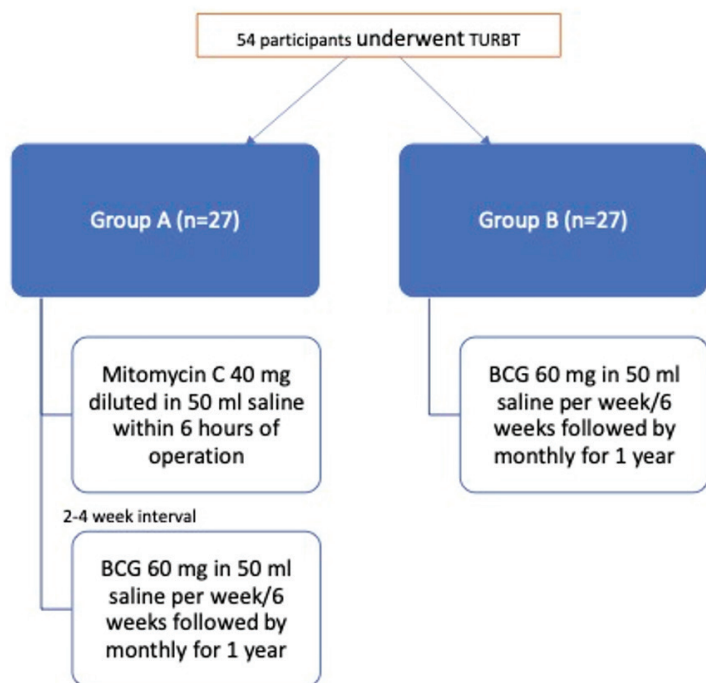 54 participants underwent TURBT
Group A (n=27)
Group B (n=27)
Mitomycin C 40 mg
diluted in 50 ml saline
within 6 hours of
operation
BCG 60 mg in 50 ml
saline per week/6
weeks followed by
monthly for 1 year
2-4 week interval
BCG 60 mg in 50 ml
saline per week/6
weeks followed by
monthly for 1 year